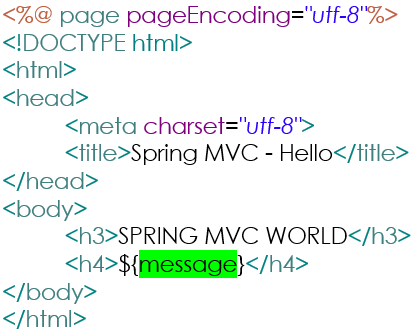 <%@ page pageEncoding="utf-8"%>
<!DOCTYPE html>
<html>
<head>
<meta charset="utf-8">
<title>Spring MVC - Hello</title>
</head>
<body>
<h3>SPRING MVC WORLD</h3>
<h4>${message}</h4>
</body>
</html>